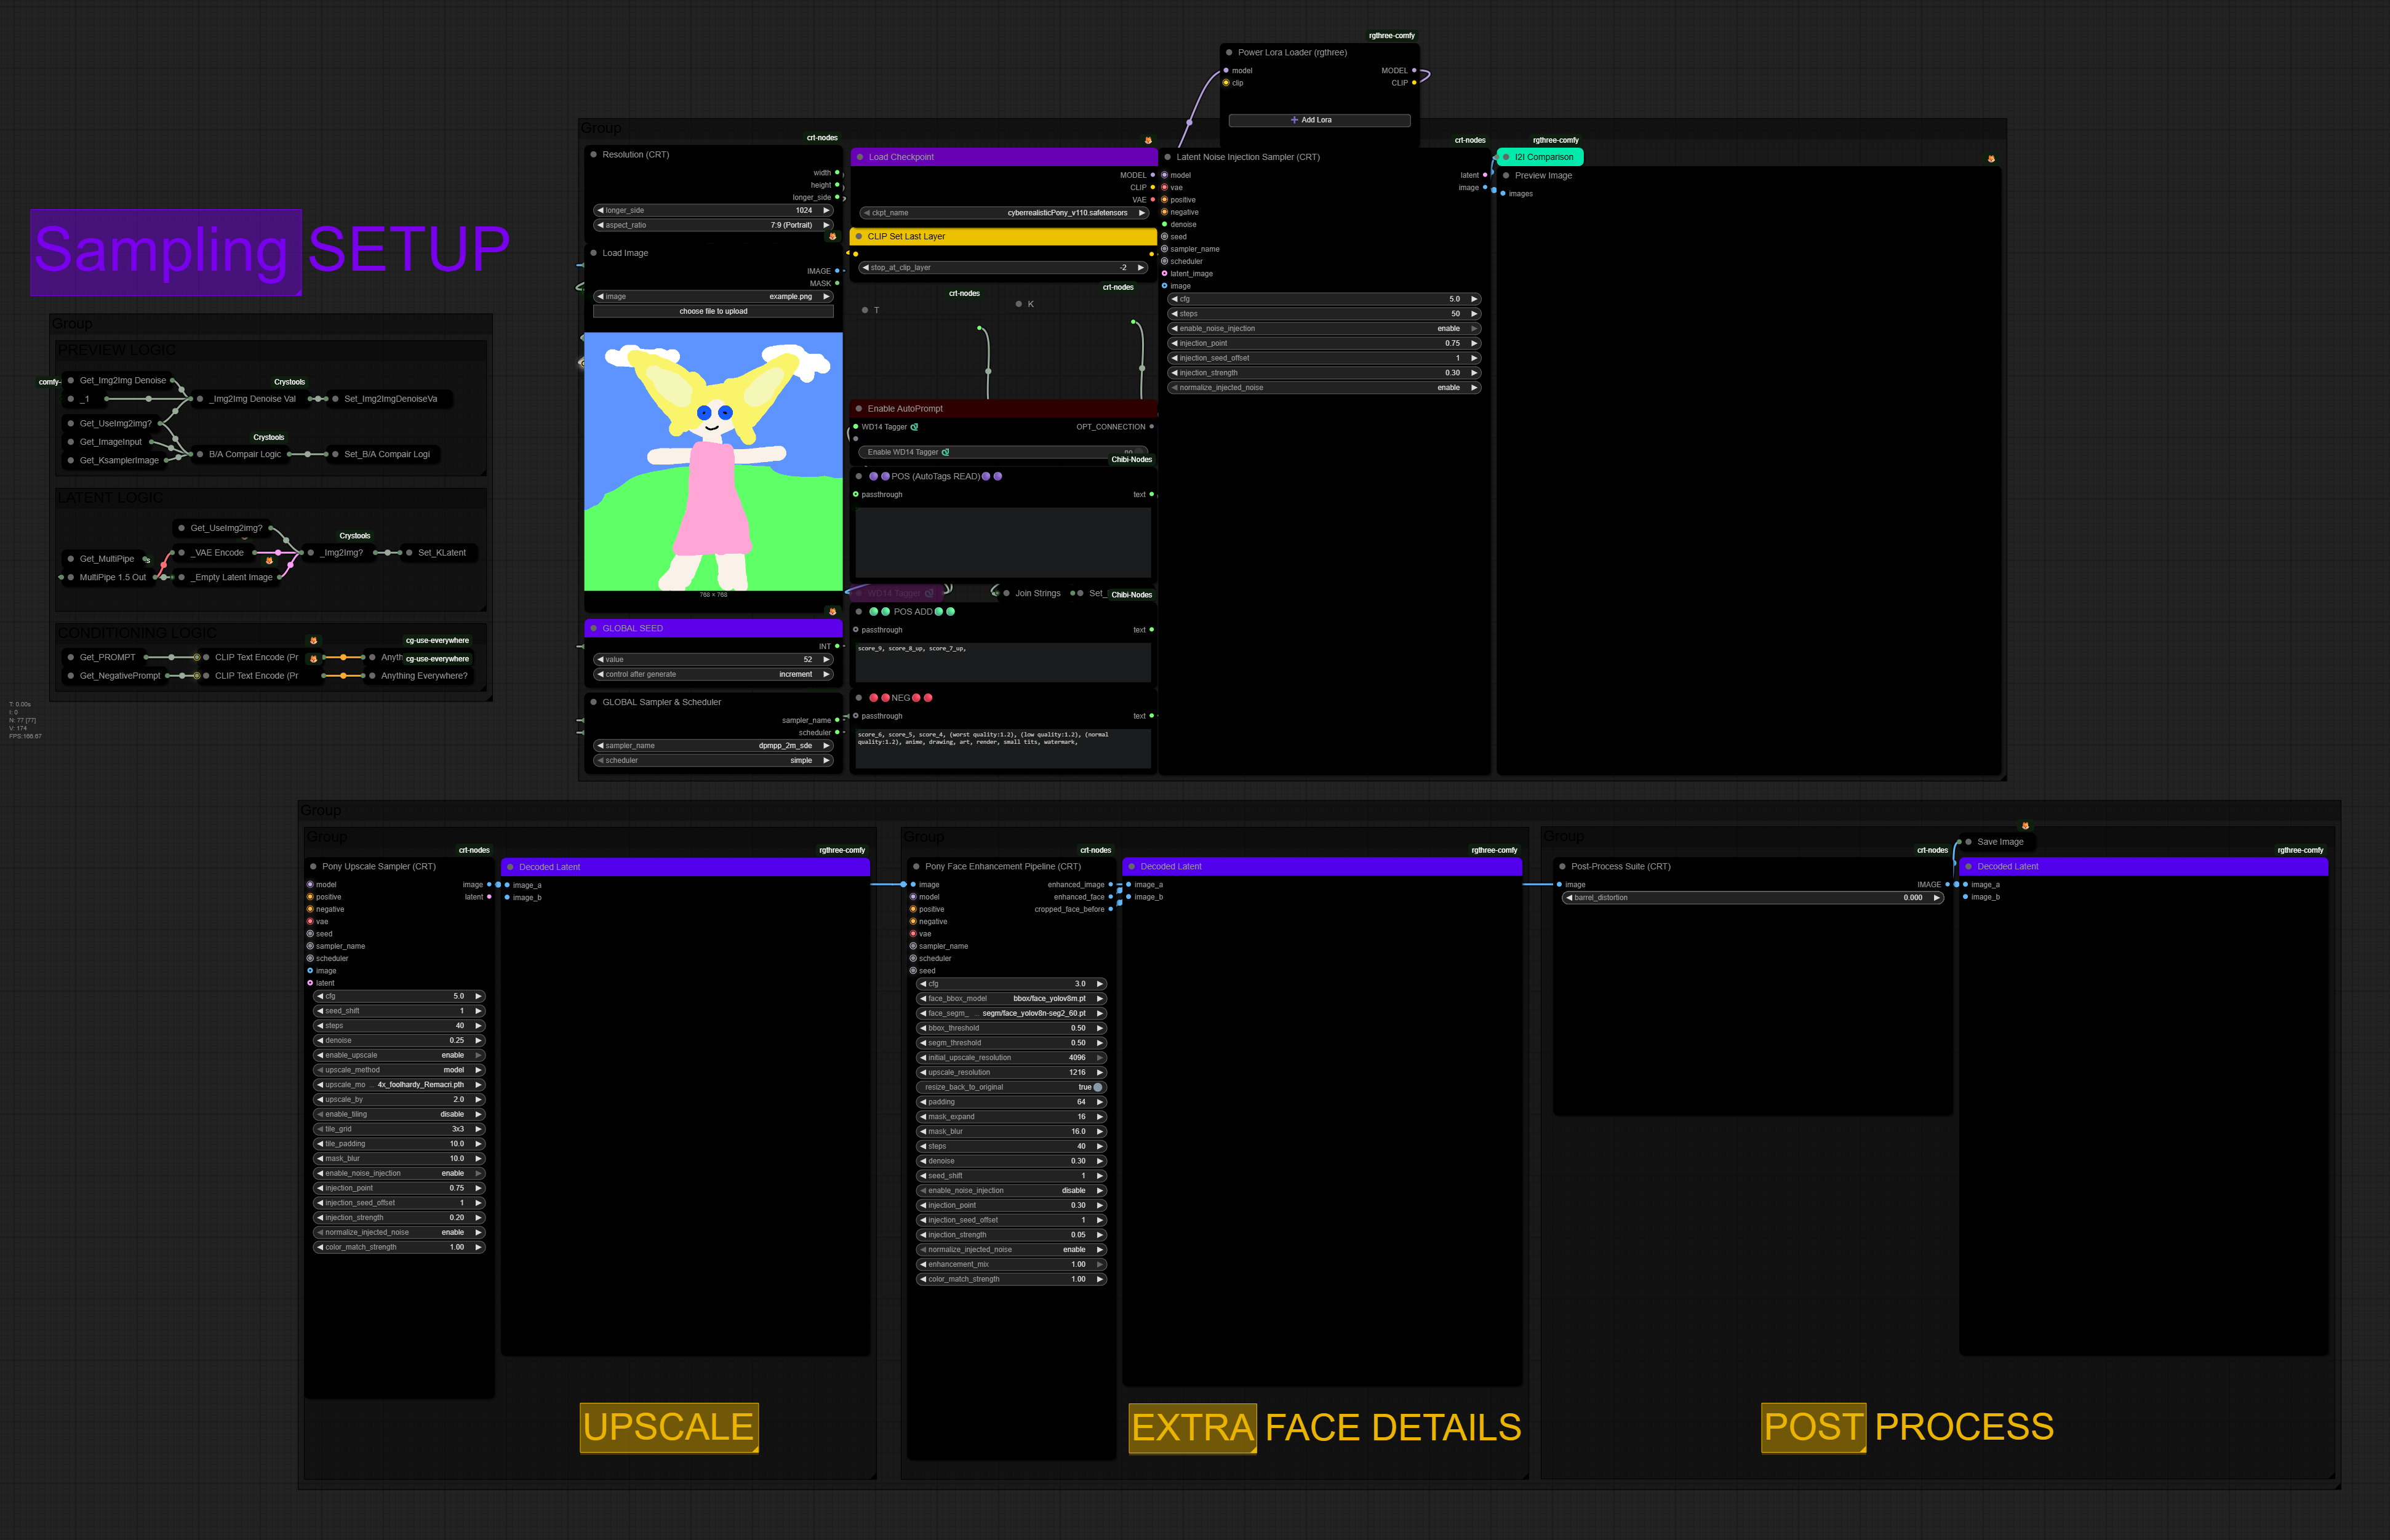 rgthree-comfy
Power Lora Loader (rgthree)
model
MODEL
clip
CLIP
Add Lora
Group
crt-nodes
Resolution (CRT)
width
height
longer_side
longer_side 1024
aspect_ratio 7:9 (Portrait)
Load Image
IMAGE
MASK
image example.png
choose file to upload
768 × 768
GLOBAL SEED
INT
value 52
control after generate increment
GLOBAL Sampler & Scheduler
sampler_name
scheduler
sampler_name dpmpp_2m_sde
scheduler simple
Load Checkpoint
MODEL
CLIP
VAE
ckpt_name cyberrealisticPony_v110.safetensors
CLIP Set Last Layer
stop_at_clip_layer -2
crt-nodes
crt-nodes
T
K
Enable AutoPrompt
WD14 Tagger
OPT_CONNECTION
Enable WD14 Tagger no
Chibi-Nodes
POS (AutoTags READ)
passthrough
text
WD14 Tagger
Join Strings
Set_
Chibi-Nodes
POS ADD
passthrough
text
score_9, score_8_up, score_7_up,
NEG
passthrough
text
score_6, score_5, score_4, (worst quality:1.2), (low quality:1.2), (normal
quality:1.2), anime, drawing, art, render, small tits, watermark,
crt-nodes
Latent Noise Injection Sampler (CRT)
model
latent
vae
image
positive
negative
denoise
seed
sampler_name
scheduler
latent_image
image
cfg 5.0
steps 50
enable_noise_injection enable
injection_point 0.75
injection_seed_offset 1
injection_strength 0.30
normalize_injected_noise enable
rgthree-comfy
I2I Comparison
Preview Image
images
Sampling SETUP
Group
PREVIEW LOGIC
comfy-
Get_Img2Img Denoise
Crystools
_1
_Img2Img Denoise Val
Set_Img2ImgDenoiseVa
Get_UseImg2img?
Get_ImageInput
Crystools
Get_KsamplerImage
B/A Compair Logic
Set_B/A Compair Logi
LATENT LOGIC
Get_UseImg2img?
Crystools
Get_MultiPipe
_VAE Encode
_Img2Img?
Set_KLatent
MultiPipe 1.5 Out
_Empty Latent Image
CONDITIONING LOGIC
cg-use-everywhere
Get_PROMPT
CLIP Text Encode (Pr
Anyth
cg-use-everywhere
Get_NegativePrompt
CLIP Text Encode (Pr
Anything Everywhere?
T: 0.00s
I: 0
N: 77 [77]
V: 174
FPS:166.67
Group
Group
crt-nodes
Pony Upscale Sampler (CRT)
model
image
positive
latent
negative
vae
seed
sampler_name
scheduler
image
latent
cfg 5.0
seed_shift 1
steps 40
denoise 0.25
enable_upscale enable
upscale_method model
upscale_mo ... 4x_foolhardy_Remacri.pth
upscale_by 2.0
enable_tiling disable
tile_grid 3x3
tile_padding 10.0
mask_blur 10.0
enable_noise_injection enable
injection_point 0.75
injection_seed_offset 1
injection_strength 0.20
normalize_injected_noise enable
color_match_strength 1.00
rgthree-comfy
Decoded Latent
image_a
image_b
UPSCALE
Group
crt-nodes
Pony Face Enhancement Pipeline (CRT)
image
enhanced_image
model
enhanced_face
positive
cropped_face_before
negative
vae
sampler_name
scheduler
seed
cfg 3.0
face_bbox_model bbox/face_yolov8m.pt
face_segm_ ... segm/face_yolov8n-seg2_60.pt
bbox_threshold 0.50
segm_threshold 0.50
initial_upscale_resolution 4096
upscale_resolution 1216
resize_back_to_original true
padding 64
mask_expand 16
mask_blur 16.0
steps 40
denoise 0.30
seed_shift 1
enable_noise_injection disable
injection_point 0.30
injection_seed_offset 1
injection_strength 0.05
normalize_injected_noise enable
enhancement_mix 1.00
color_match_strength 1.00
rgthree-comfy
Decoded Latent
image_a
image_b
EXTRA FACE DETAILS
Group
crt-nodes
Post-Process Suite (CRT)
image
IMAGE
barrel_distortion 0.000
Save Image
rgthree-comfy
Decoded Latent
image_a
image_b
POST PROCESS